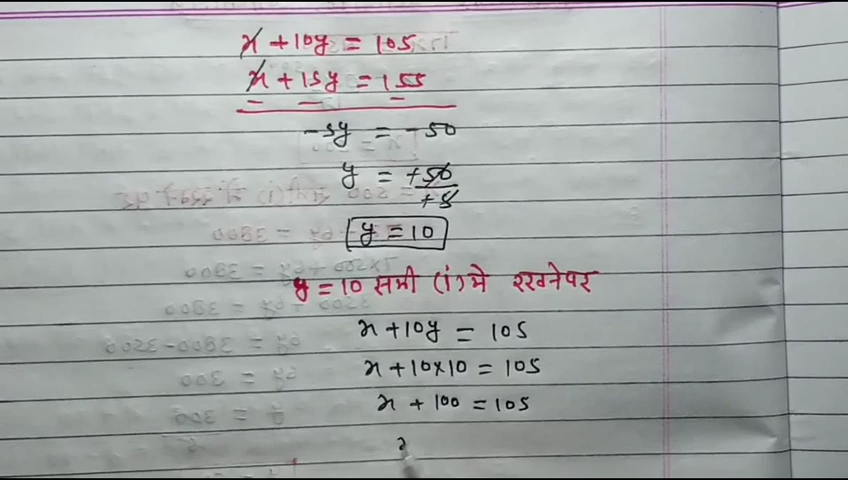 x + 10y = 105
x + 15y = 155
- - -
-5y = -50
y = +50
+5
y = 10
y = 10 समी (i) मे रखनेपर
x + 10y = 105
x + 10×10 = 105
x + 100 = 105